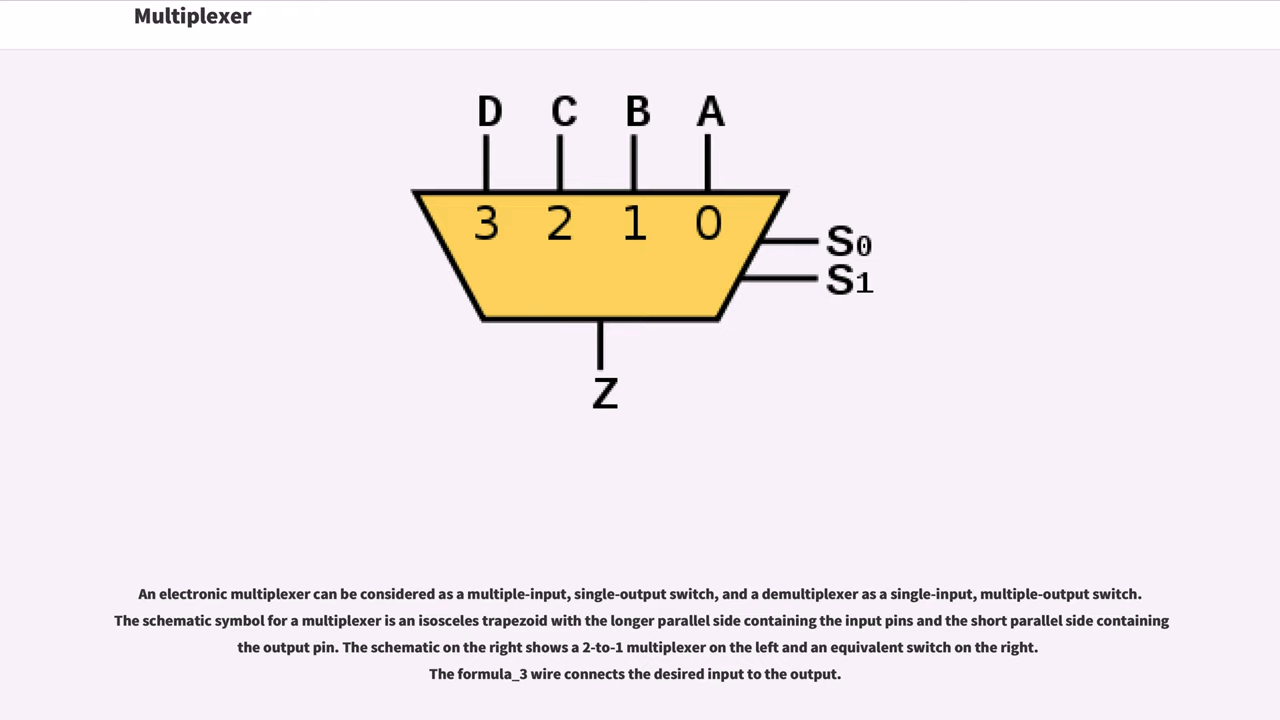 Multiplexer
D C B A
3 2 1 0
S0
S1
Z
An electronic multiplexer can be considered as a multiple-input, single-output switch, and a demultiplexer as a single-input, multiple-output switch.
The schematic symbol for a multiplexer is an isosceles trapezoid with the longer parallel side containing the input pins and the short parallel side containing
the output pin. The schematic on the right shows a 2-to-1 multiplexer on the left and an equivalent switch on the right.
The formula_3 wire connects the desired input to the output.